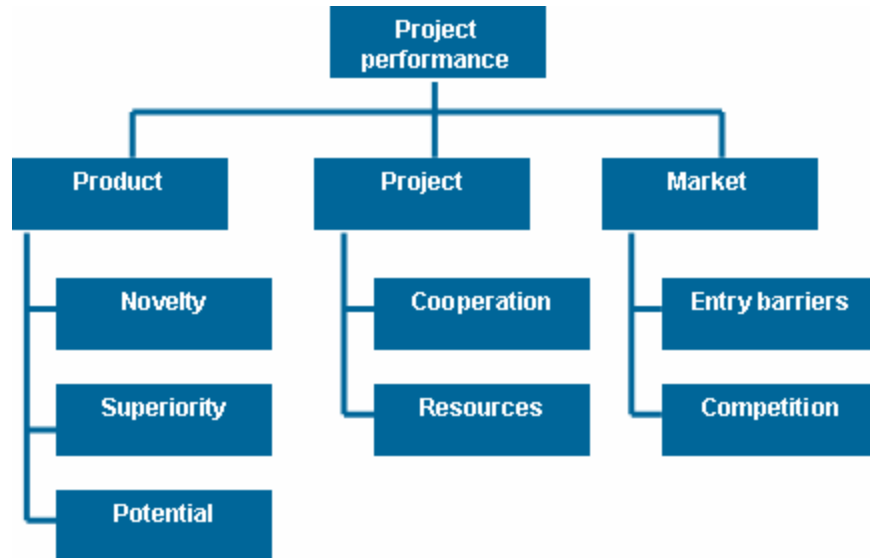 Project
performance
Product
Project
Market
Novelty
Cooperation
Entry barriers
Superiority
Resources
Competition
Potential